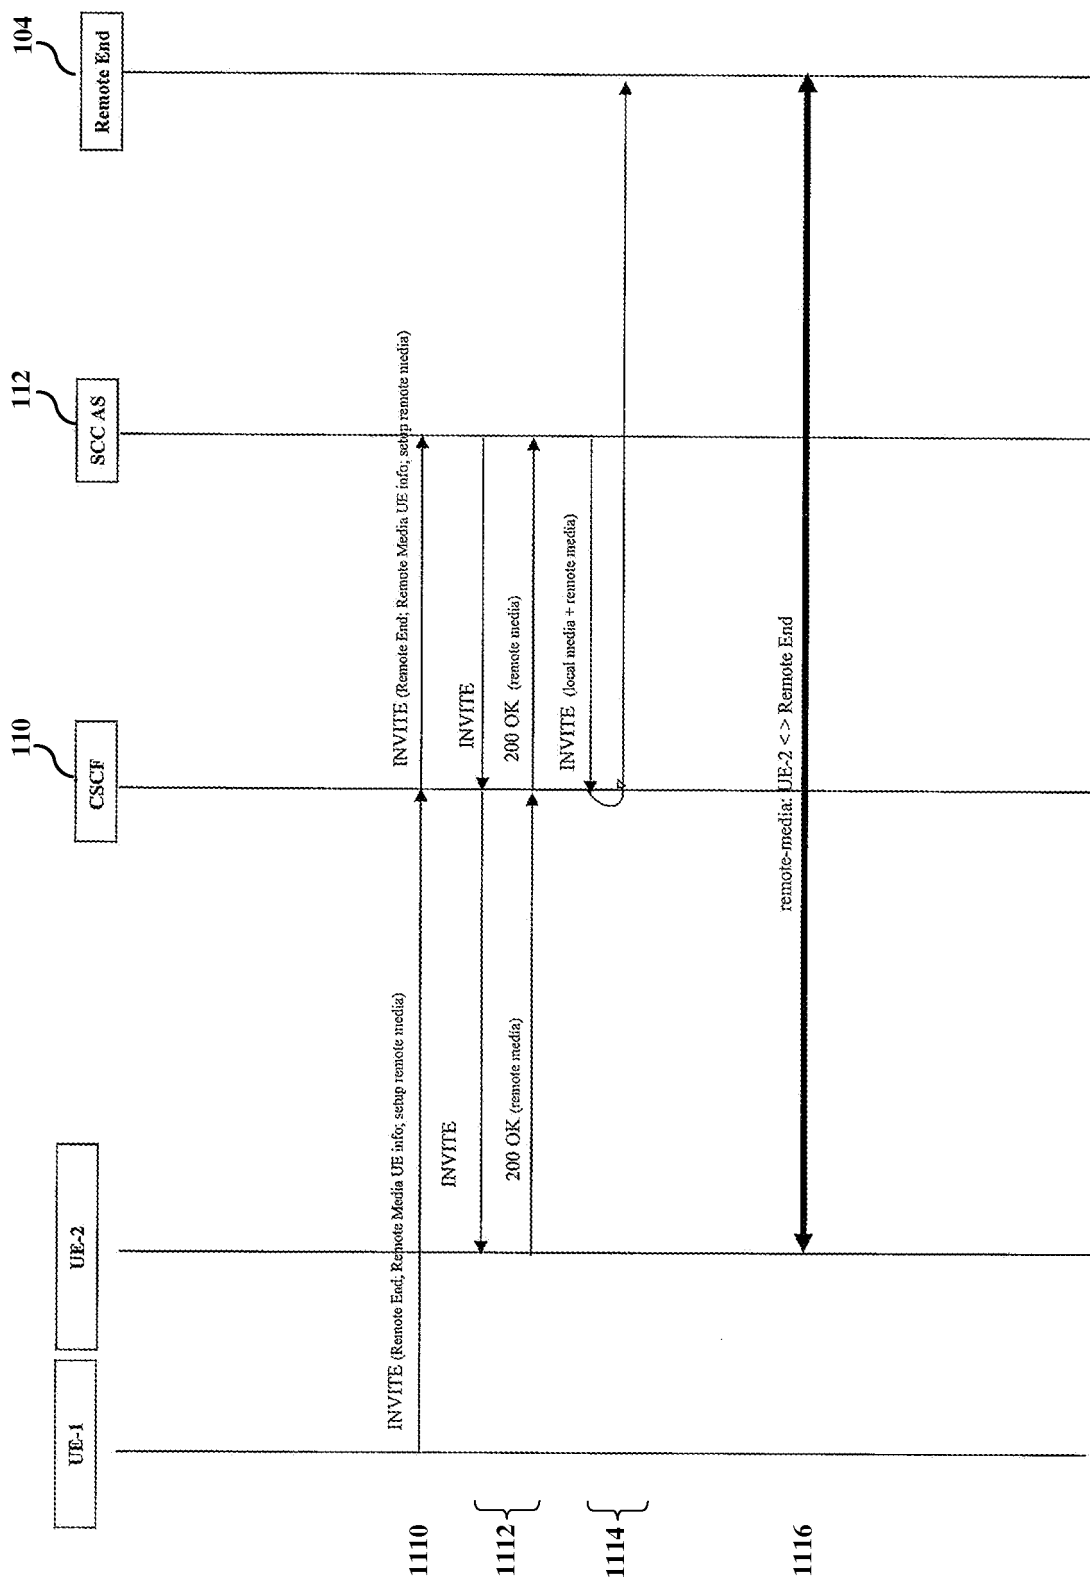 104
112
110
Remote End
SCC AS
CSCF
UE-2
UE-1
1110
INVITE (Remote End; Remote Media UE info; setup remote media)
INVITE (Remote End; Remote Media UE info; setup remote media)
1112
INVITE
INVITE
200 OK (remote media)
200 OK (remote media)
1114
INVITE (local media + remote media)
1116
remote-media: UE-2 < > Remote End